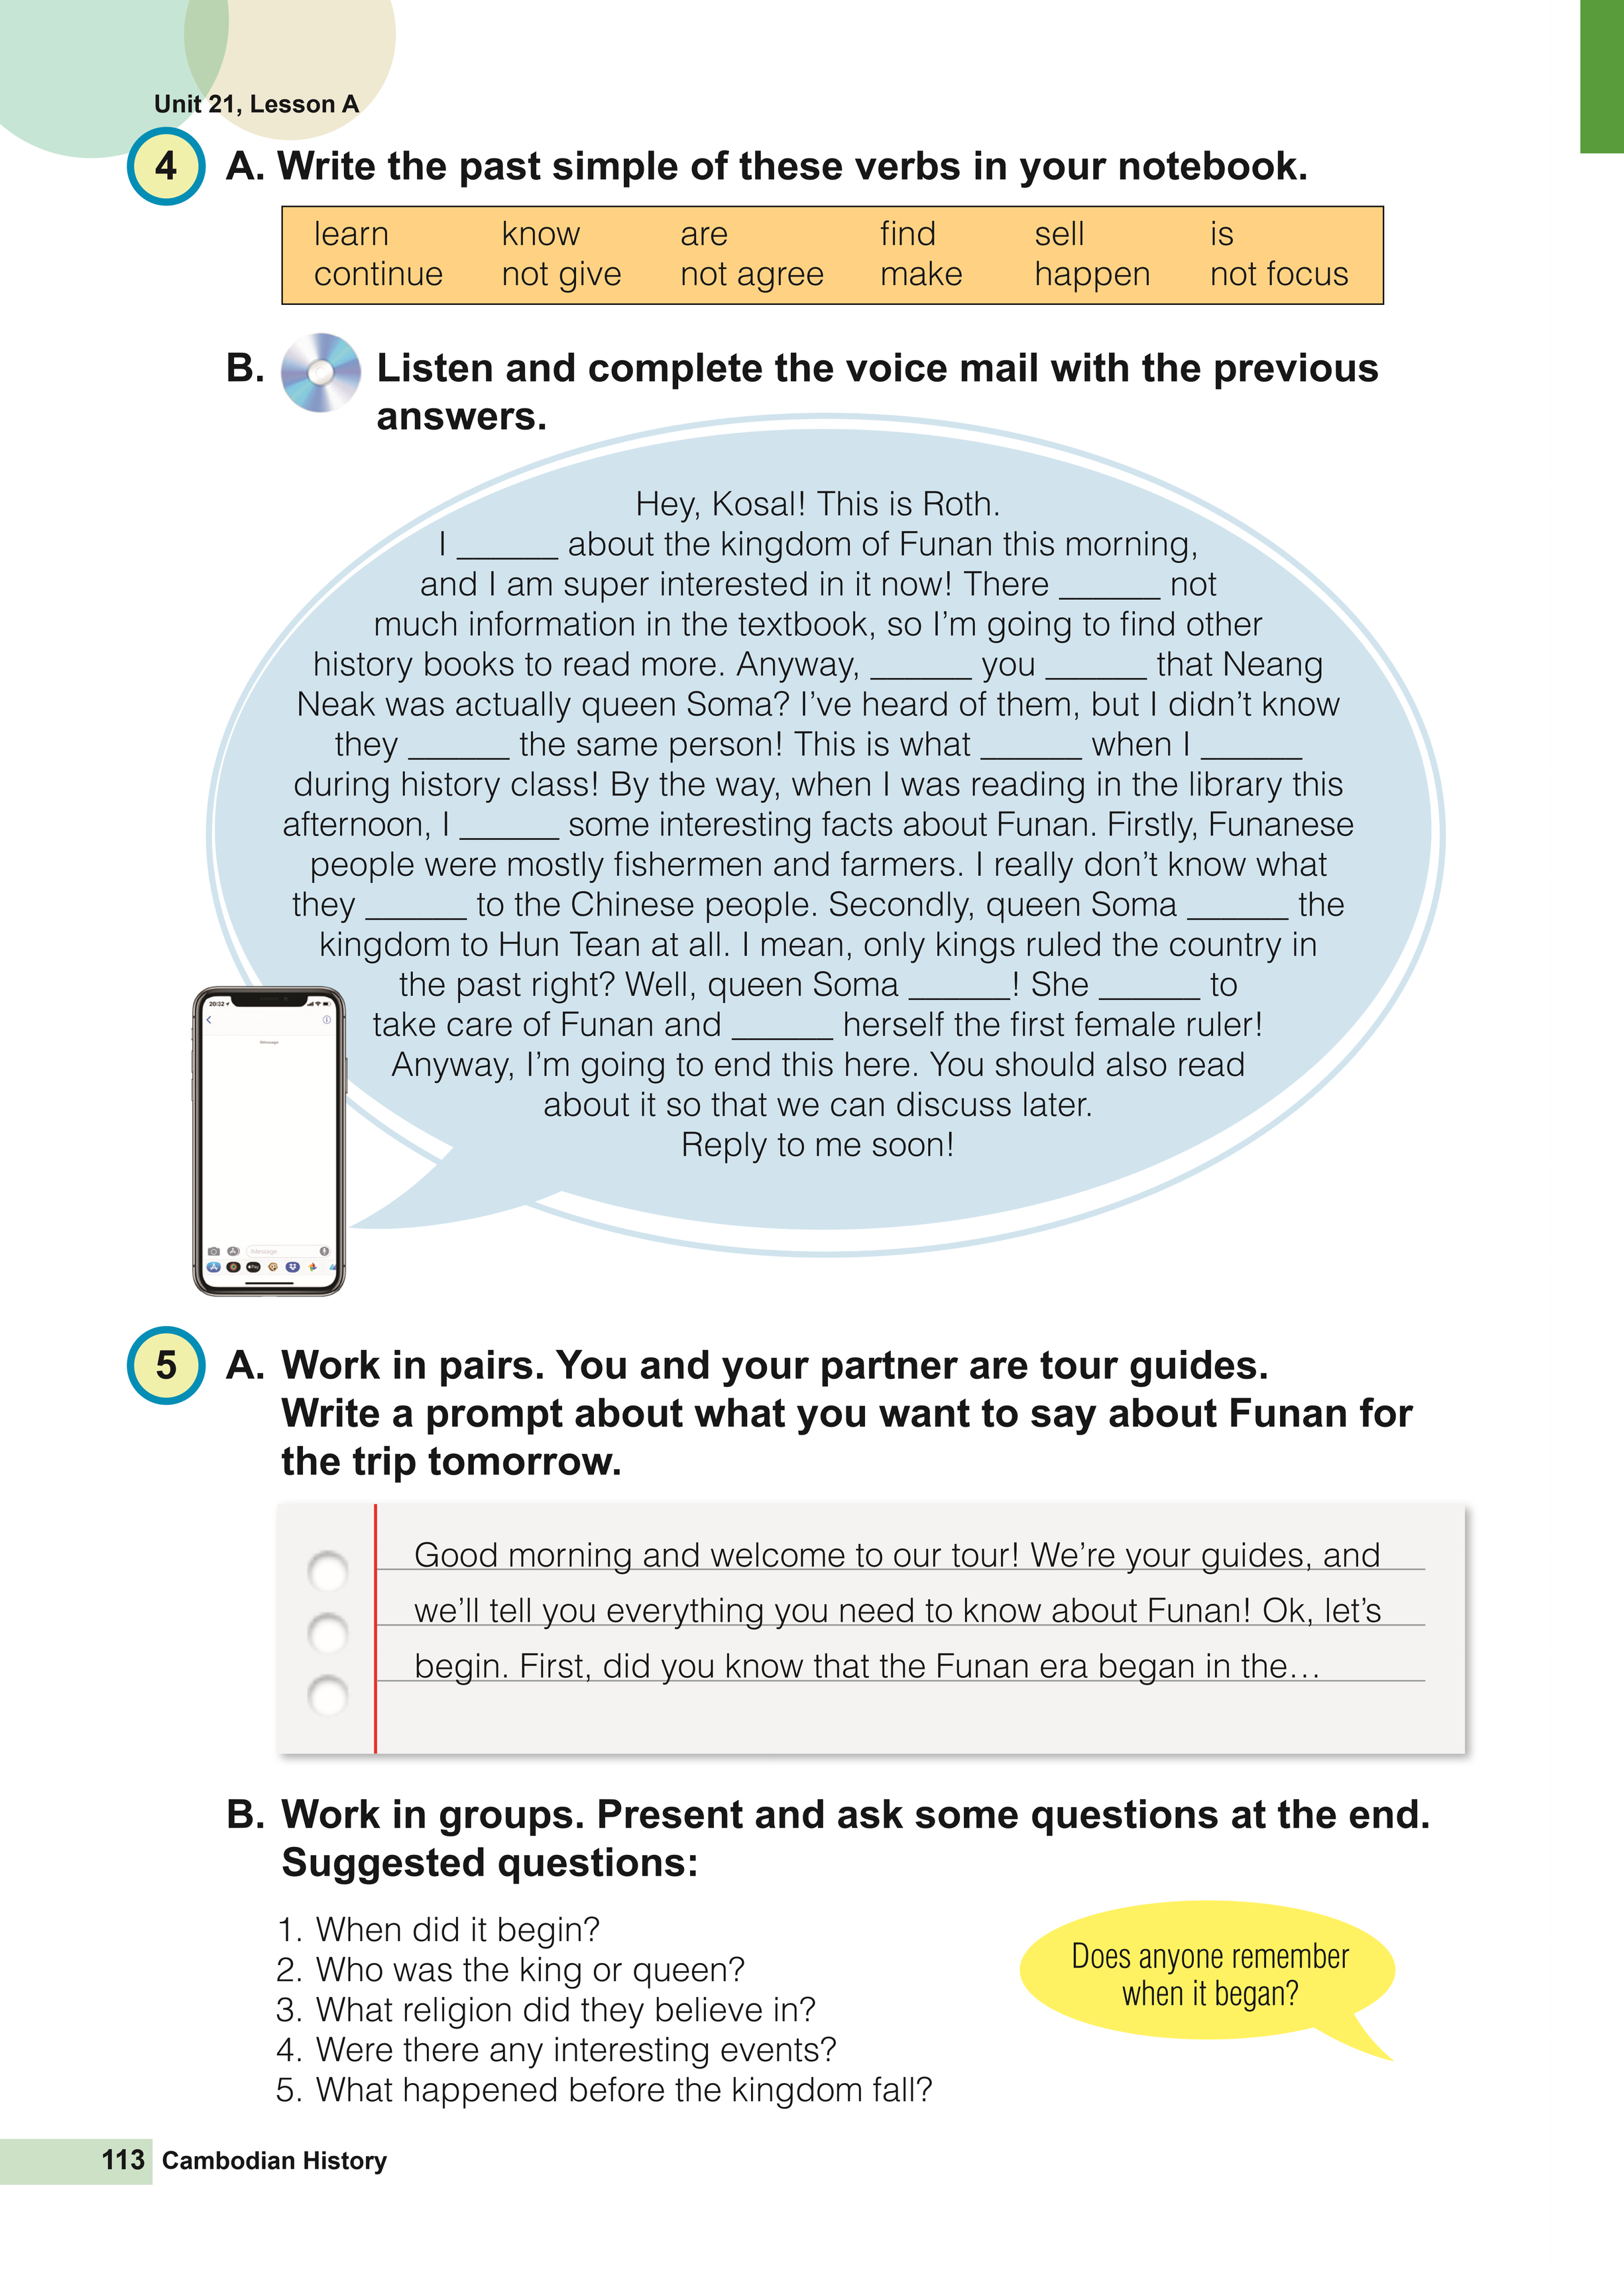 Unit 21, Lesson A
4 A. Write the past simple of these verbs in your notebook.
learn know are find sell is
continue not give not agree make happen not focus
B. Listen and complete the voice mail with the previous
answers.
Hey, Kosal! This is Roth.
I ______ about the kingdom of Funan this morning,
and I am super interested in it now! There ______ not
much information in the textbook, so I'm going to find other
history books to read more. Anyway, ______ you ______ that Neang
Neak was actually queen Soma? I've heard of them, but I didn't know
they ______ the same person! This is what ______ when I ______
during history class! By the way, when I was reading in the library this
afternoon, I ______ some interesting facts about Funan. Firstly, Funanese
people were mostly fishermen and farmers. I really don't know what
they ______ to the Chinese people. Secondly, queen Soma ______ the
kingdom to Hun Tean at all. I mean, only kings ruled the country in
the past right? Well, queen Soma ______! She ______ to
take care of Funan and ______ herself the first female ruler!
Anyway, I'm going to end this here. You should also read
about it so that we can discuss later.
Reply to me soon!
20:32
iMessage
iMessage
5 A. Work in pairs. You and your partner are tour guides.
Write a prompt about what you want to say about Funan for
the trip tomorrow.
Good morning and welcome to our tour! We're your guides, and
we'll tell you everything you need to know about Funan! Ok, let's
begin. First, did you know that the Funan era began in the...
B. Work in groups. Present and ask some questions at the end.
Suggested questions:
1. When did it begin?
2. Who was the king or queen?
3. What religion did they believe in?
4. Were there any interesting events?
5. What happened before the kingdom fall?
Does anyone remember
when it began?
113 Cambodian History